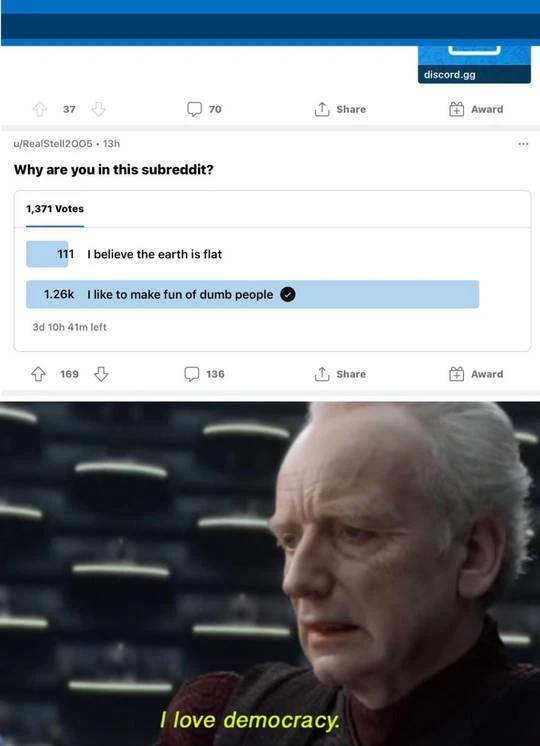 discord.gg
37 70 Share Award
u/RealStell2005 • 13h
Why are you in this subreddit?
1,371 Votes
111 I believe the earth is flat
1.26k I like to make fun of dumb people
3d 10h 41m left
169 136 Share Award
I love democracy.